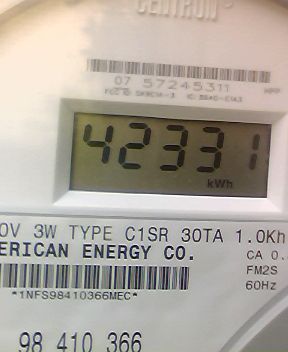 CENTRON
07 57245311
42331
kWh
0V 3W TYPE C1SR 30TA 1.0Kh
ERICAN ENERGY CO.
CA 0.
FM2S
60Hz
*1NFS98410366MEC*
98 410 366